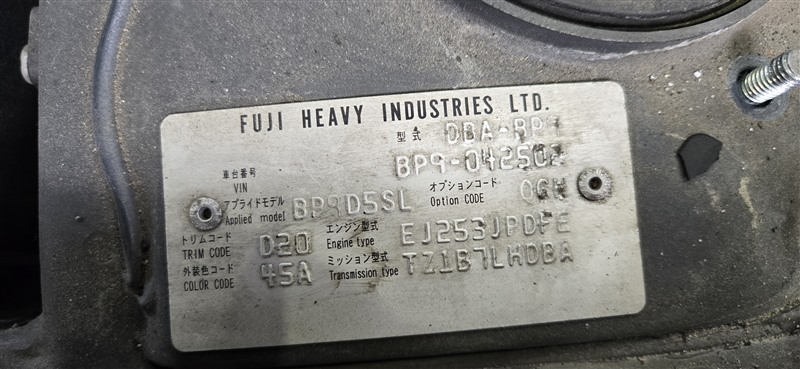 FUJI HEAVY INDUSTRIES LTD.
型式 DBA-BP9
車台番号 VIN BP9-042502
アプライドモデル Applied model BP9D5SL オプションコード Option CODE OGK
トリムコード TRIM CODE D20 エンジン型式 Engine type EJ253JPDFE
外装色コード COLOR CODE 45A ミッション型式 Transmission type TZ1B7LHDBA